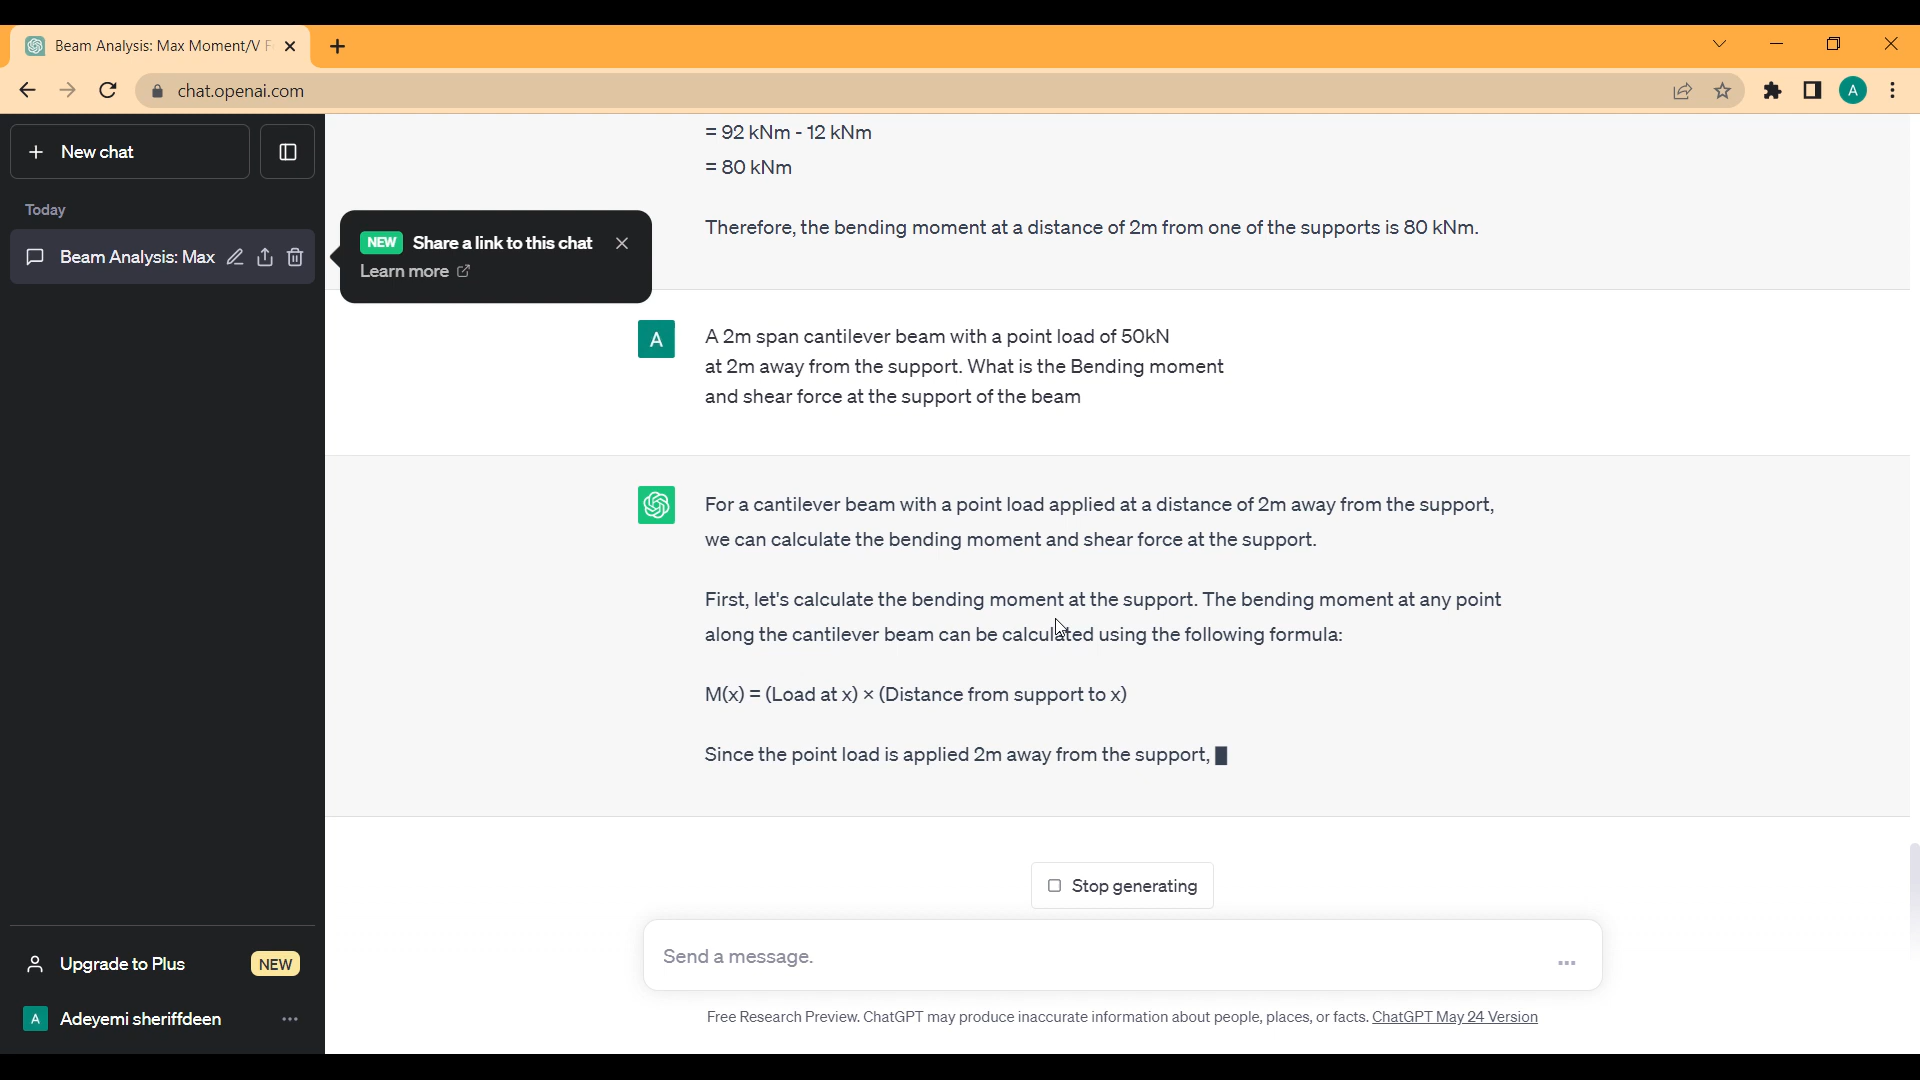 Beam Analysis: Max Moment/V F
chat.openai.com
A
New chat
Today
Beam Analysis: Max
NEW Share a link to this chat
Learn more
= 92 kNm - 12 kNm
= 80 kNm
Therefore, the bending moment at a distance of 2m from one of the supports is 80 kNm.
A
A 2m span cantilever beam with a point load of 50kN
at 2m away from the support. What is the Bending moment
and shear force at the support of the beam
For a cantilever beam with a point load applied at a distance of 2m away from the support,
we can calculate the bending moment and shear force at the support.
First, let's calculate the bending moment at the support. The bending moment at any point
along the cantilever beam can be calculated using the following formula:
M(x) = (Load at x) × (Distance from support to x)
Since the point load is applied 2m away from the support,
Stop generating
Send a message.
Upgrade to Plus NEW
A Adeyemi sheriffdeen
Free Research Preview. ChatGPT may produce inaccurate information about people, places, or facts. ChatGPT May 24 Version